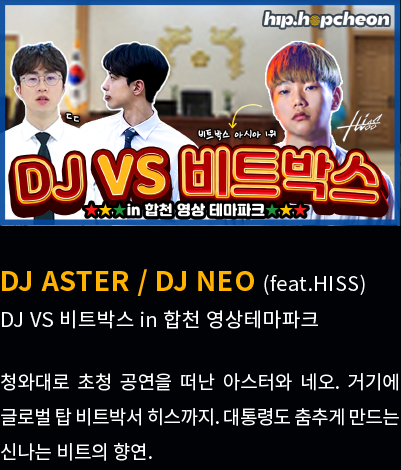 hip.hopcheon
ㄷㄷ
비트박스 아시아 1위
Hiss
DJ VS 비트박스
★★★in 합천 영상 테마파크★★★
DJ ASTER / DJ NEO (feat.HISS)
DJ VS 비트박스 in 합천 영상테마파크
청와대로 초청 공연을 떠난 아스터와 네오. 거기에
글로벌 탑 비트박서 히스까지. 대통령도 춤추게 만드는
신나는 비트의 향연.